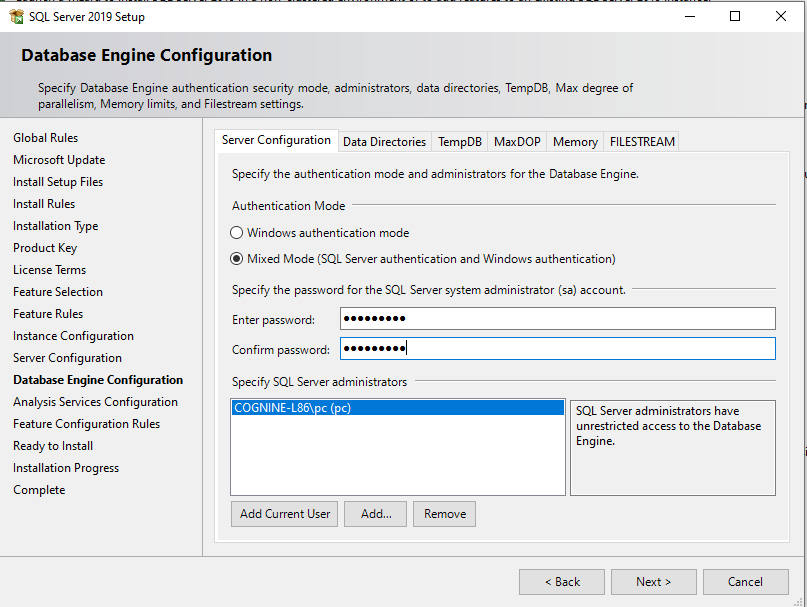 SQL Server 2019 Setup
Database Engine Configuration
Specify Database Engine authentication security mode, administrators, data directories, TempDB, Max degree of
parallelism, Memory limits, and Filestream settings.
Global Rules
Microsoft Update
Install Setup Files
Install Rules
Installation Type
Product Key
License Terms
Feature Selection
Feature Rules
Instance Configuration
Server Configuration
Database Engine Configuration
Analysis Services Configuration
Feature Configuration Rules
Ready to Install
Installation Progress
Complete
Server Configuration Data Directories TempDB MaxDOP Memory FILESTREAM
Specify the authentication mode and administrators for the Database Engine.
Authentication Mode
Windows authentication mode
Mixed Mode (SQL Server authentication and Windows authentication)
Specify the password for the SQL Server system administrator (sa) account.
Enter password: ●●●●●●●●●
Confirm password: ●●●●●●●●●
Specify SQL Server administrators
COGNINE-L86\pc (pc)
SQL Server administrators have
unrestricted access to the Database
Engine.
Add Current User Add... Remove
< Back Next > Cancel